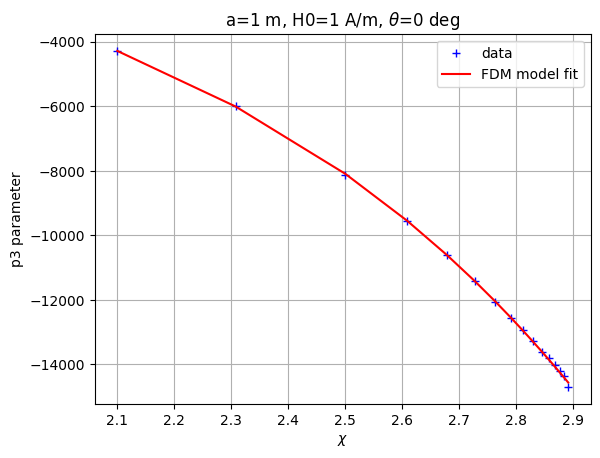 a=1 m, H0=1 A/m, θ=0 deg
data
FDM model fit
p3 parameter
−4000
−6000
−8000
−10000
−12000
−14000
2.1 2.2 2.3 2.4 2.5 2.6 2.7 2.8 2.9
χ